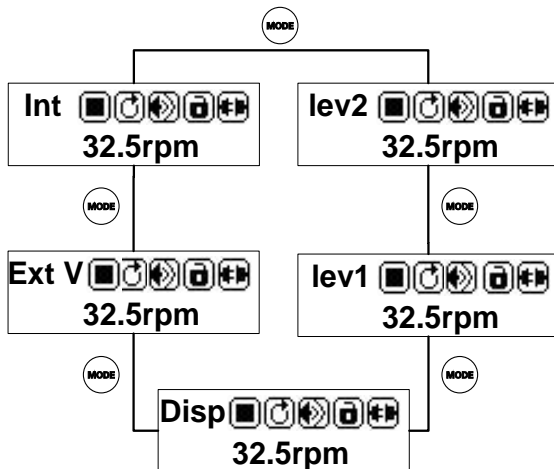 MODE
Int
32.5rpm
lev2
32.5rpm
MODE
MODE
Ext V
32.5rpm
lev1
32.5rpm
MODE
MODE
Disp
32.5rpm